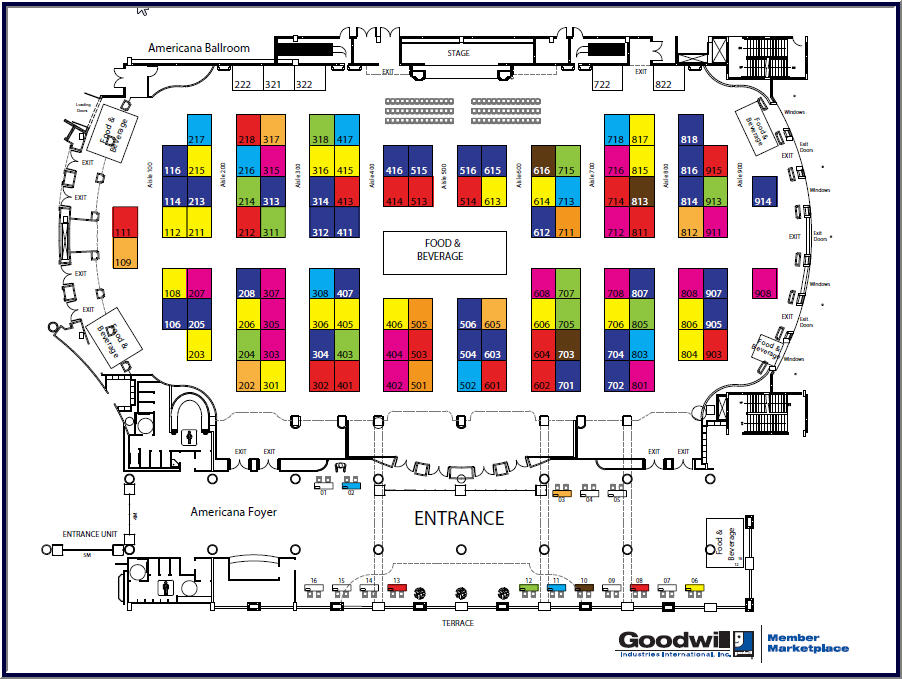 Americana Ballroom
STAGE
EXIT
EXIT
222 321 322
722 822
Loading
Doors
Food &
Beverage
Food &
Beverage
Windows
Exit
Doors
EXIT
217
218 317
318 417
718 817
818
Aisle 100
Aisle 200
Aisle 300
Aisle 400
Aisle 500
Aisle 600
Aisle 700
Aisle 800
Aisle 900
EXIT
116 215
216 315
316 415
416 515
516 615
616 715
716 815
816 915
EXIT
114 213
214 313
314 413
414 513
514 613
614 713
714 813
814 913
914
Windows
112 211
212 311
312 411
612 711
712 811
812 911
111
109
EXIT
Exit
Doors
FOOD &
BEVERAGE
EXIT
108 207
208 307
308 407
608 707
708 807
808 907
908
Windows
EXIT
106 205
206 305
306 405
406 505
506 605
606 705
706 805
806 905
EXIT
Exit
Doors
Food &
Beverage
203
204 303
304 403
404 503
504 603
604 703
704 803
804 903
Food &
Beverage
Windows
202 301
302 401
402 501
502 601
602 701
702 801
EXIT EXIT
EXIT EXIT
01 02
03 04 05
Americana Foyer
ENTRANCE
ENTRANCE UNIT
5M
4M
Food &
Beverage
16 15 14 13
12 11 10 09 08 07 06
TERRACE
Goodwill
Industries International, Inc.
Member
Marketplace